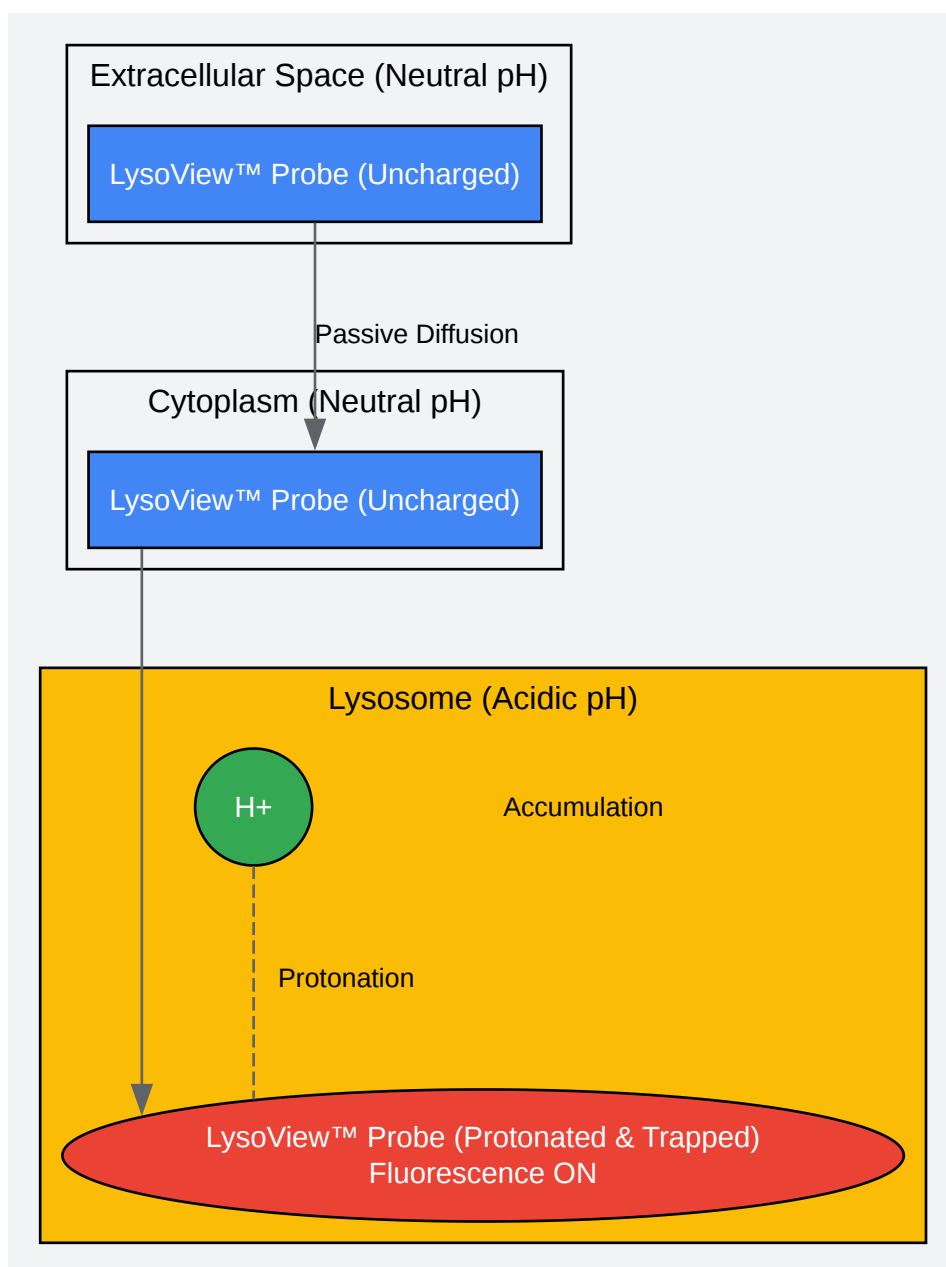 Extracellular Space (Neutral pH)
LysoView™ Probe (Uncharged)
Passive Diffusion
Cytoplasm (Neutral pH)
LysoView™ Probe (Uncharged)
Lysosome (Acidic pH)
H+
Accumulation
Protonation
LysoView™ Probe (Protonated & Trapped)
Fluorescence ON